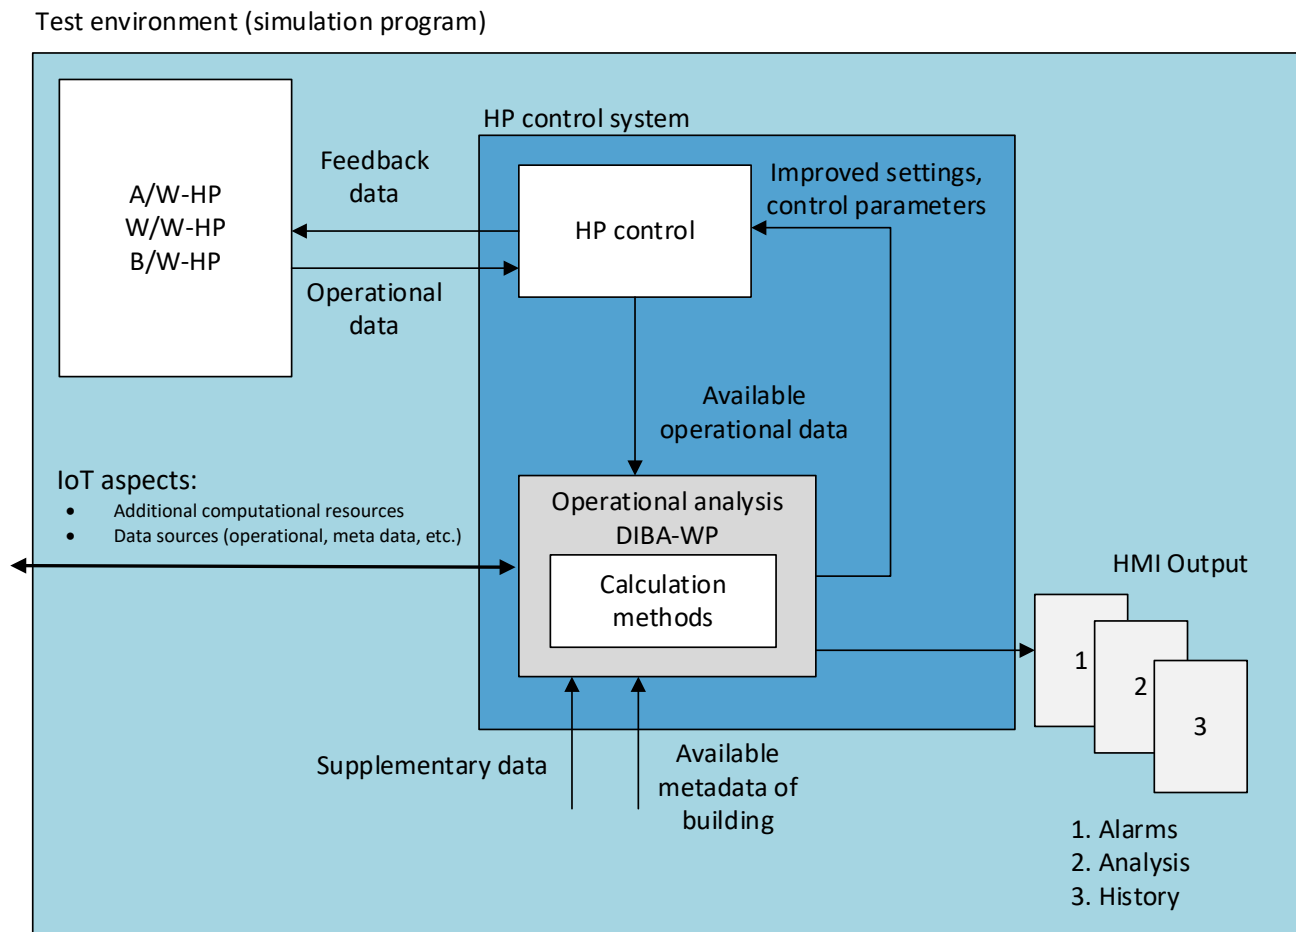 Test environment (simulation program)
HP control system
A/W-HP
W/W-HP
B/W-HP
Feedback
data
Operational
data
HP control
Improved settings,
control parameters
Available
operational data
IoT aspects:
• Additional computational resources
• Data sources (operational, meta data, etc.)
Operational analysis
DIBA-WP
Calculation
methods
HMI Output
1
2
3
Supplementary data
Available
metadata of
building
1. Alarms
2. Analysis
3. History